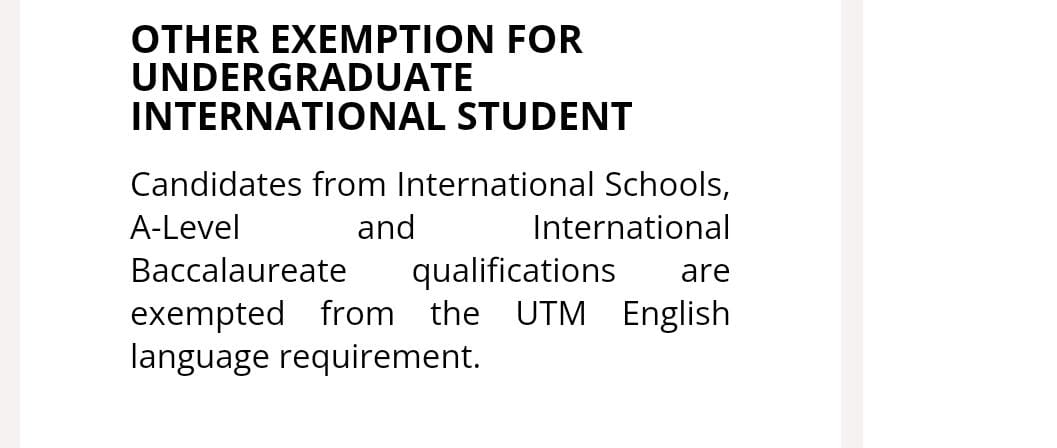 OTHER EXEMPTION FOR
UNDERGRADUATE
INTERNATIONAL STUDENT
Candidates from International Schools,
A-Level and International
Baccalaureate qualifications are
exempted from the UTM English
language requirement.